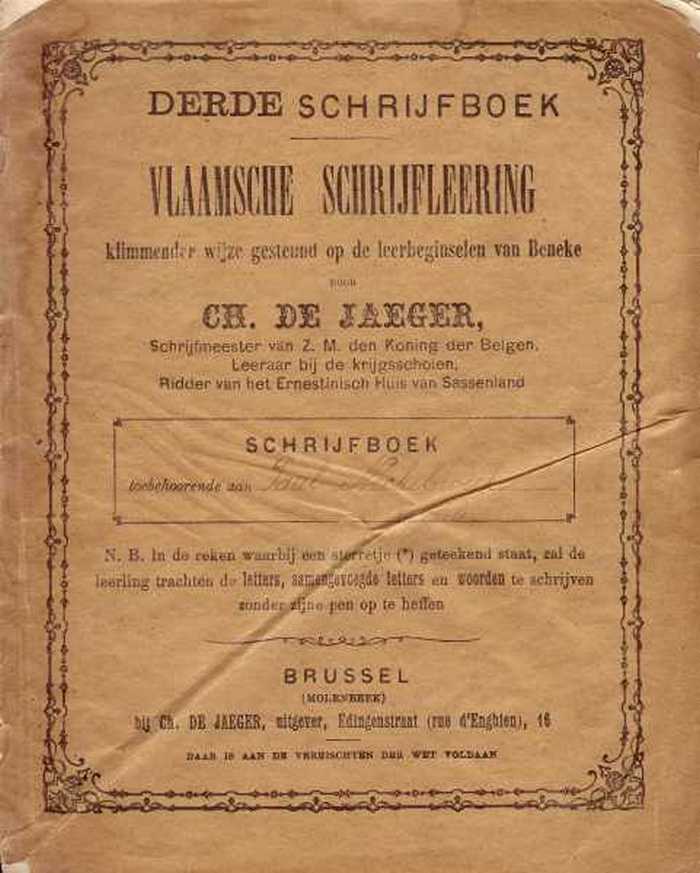 DERDE SCHRIJFBOEK
VLAAMSCHE SCHRIJFLEERING
klimmender wijze gesteund op de leerbeginselen van Beneke
DOOR
CH. DE JAEGER,
Schrijfmeester van Z. M. den Koning der Belgen.
Leeraar bij de krijgsscholen,
Ridder van het Ernestinisch Huis van Sassenland
SCHRIJFBOEK
toebehoorende aan
N. B. In de reken waarbij een sterretje (*) geteekend staat, zal de
leerling trachten de letters, samengevoegde letters en woorden te schrijven
zonder zijne pen op te heffen
BRUSSEL
(MOLENBEEK)
bij CH. DE JAEGER, uitgever, Edingenstraat (rue d'Enghien), 16
DAAR IS AAN DE VEREISCHTEN DER WET VOLDAAN